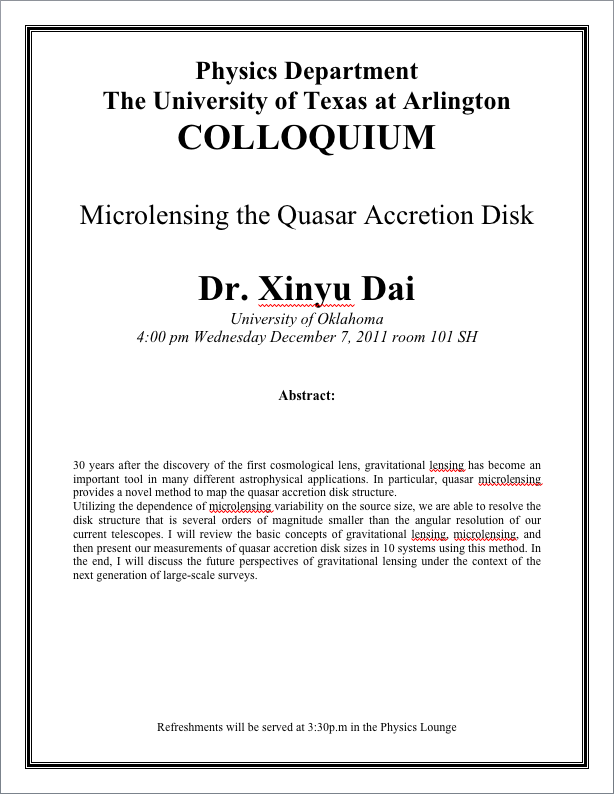 Physics Department
The University of Texas at Arlington
COLLOQUIUM
Microlensing the Quasar Accretion Disk
Dr. Xinyu Dai
University of Oklahoma
4:00 pm Wednesday December 7, 2011 room 101 SH
Abstract:
30 years after the discovery of the first cosmological lens, gravitational lensing has become an
important tool in many different astrophysical applications. In particular, quasar microlensing
provides a novel method to map the quasar accretion disk structure.
Utilizing the dependence of microlensing variability on the source size, we are able to resolve the
disk structure that is several orders of magnitude smaller than the angular resolution of our
current telescopes. I will review the basic concepts of gravitational lensing, microlensing, and
then present our measurements of quasar accretion disk sizes in 10 systems using this method. In
the end, I will discuss the future perspectives of gravitational lensing under the context of the
next generation of large-scale surveys.
Refreshments will be served at 3:30p.m in the Physics Lounge